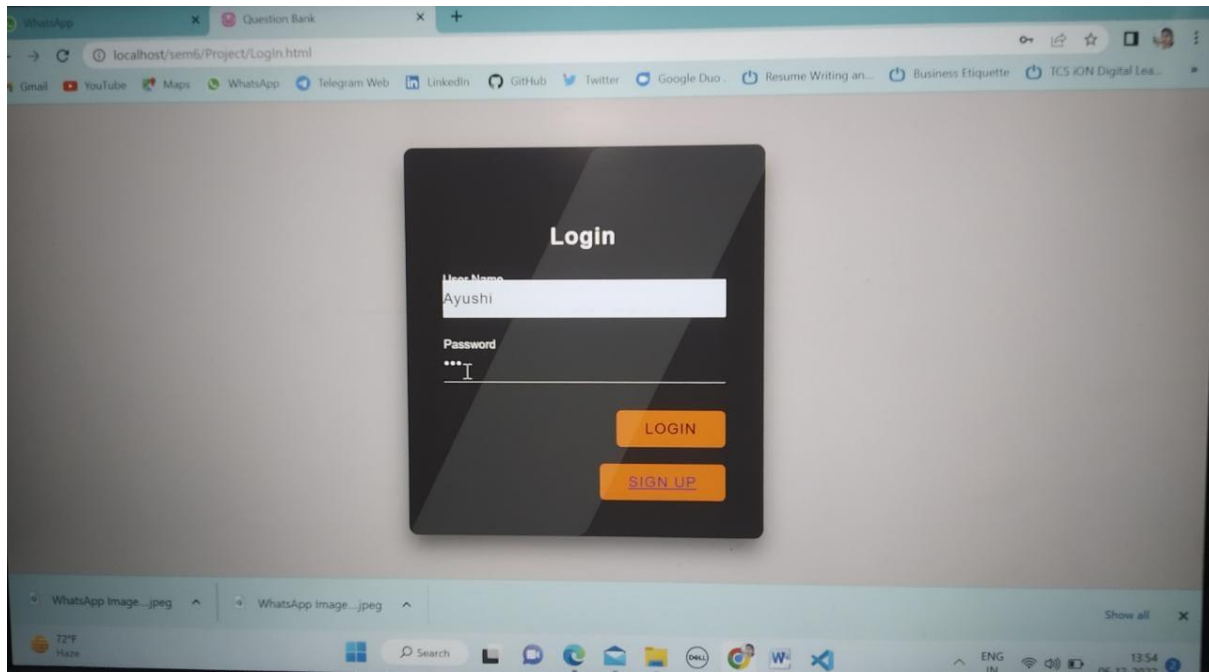 WhatsApp
Question Bank
localhost/sem6/Project/LogIn.html
Gmail YouTube Maps WhatsApp Telegram Web LinkedIn GitHub Twitter Google Duo . Resume Writing an... Business Etiquette TCS iON Digital Lea...
Login
User Name
Ayushi
Password
LOGIN
SIGN UP
WhatsApp Image....jpeg
WhatsApp Image....jpeg
Show all
72°F
Haze
Search
DELL
ENG
IN
13:54
2